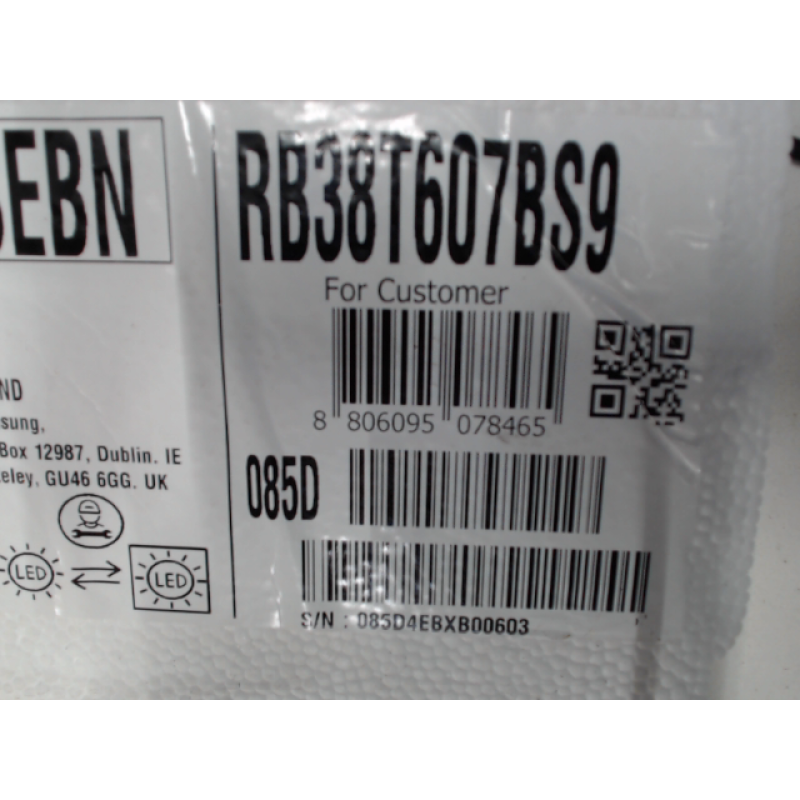 EBN
RB38T607BS9
For Customer
8 806095 078465
ND
sung,
Box 12987, Dublin. IE
eley, GU46 6GG. UK
085D
LED
LED
S/N : 085D4EBXB00603